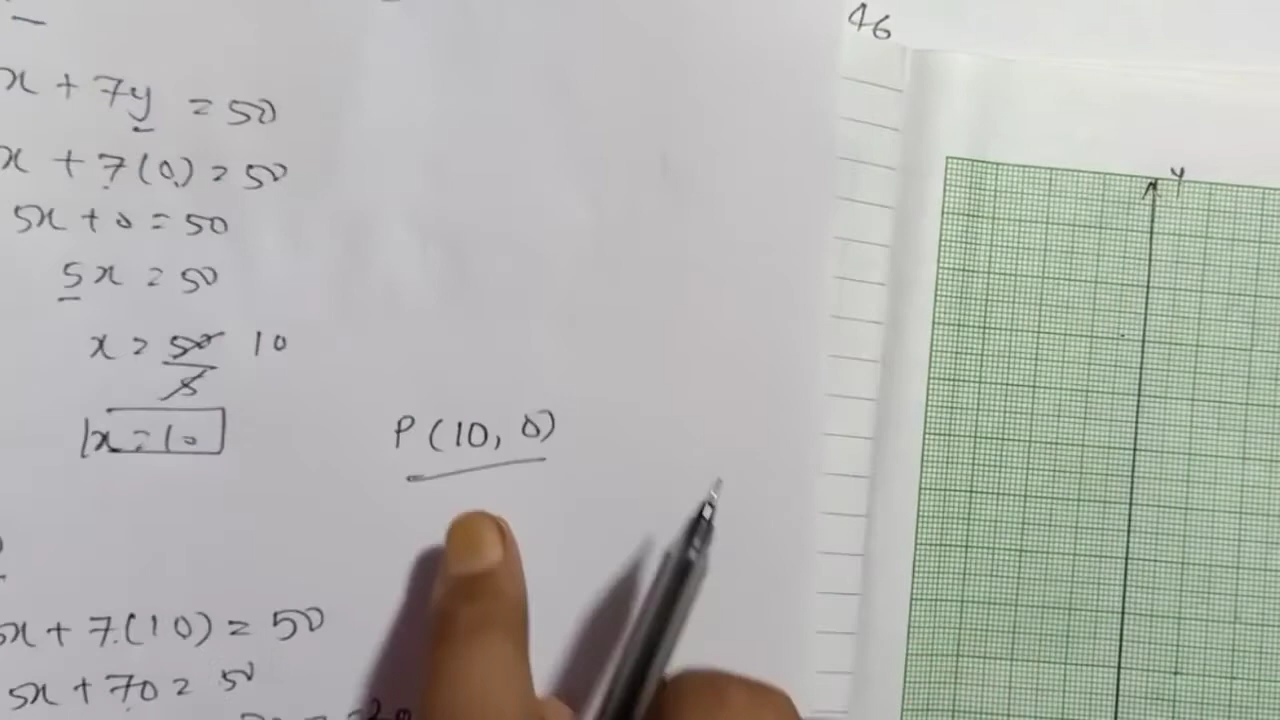 46
x + 7y = 50
x + 7(0) = 50
5x + 0 = 50
5x = 50
x = 50/5 10
x = 10
P(10, 0)
y
5x + 7.(10) = 50
5x + 70 = 50